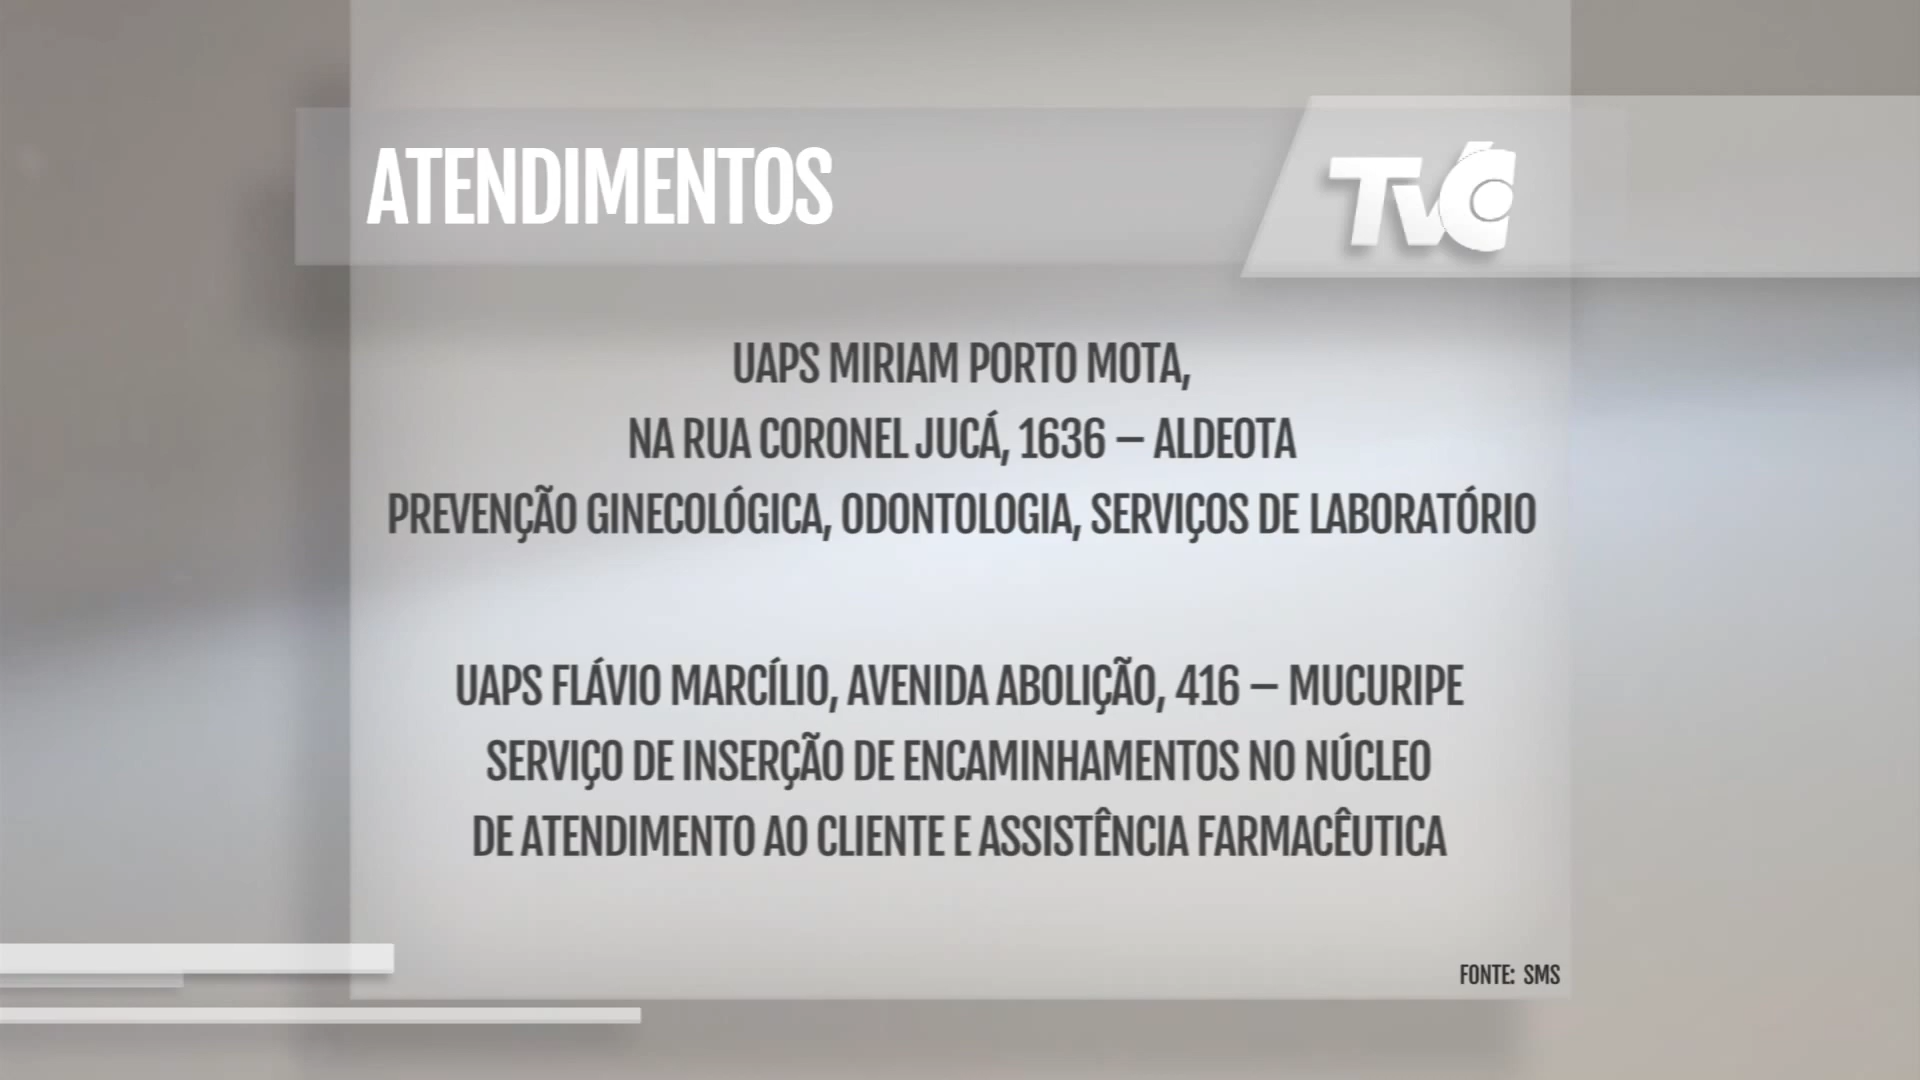 ATENDIMENTOS
TVC
UAPS MIRIAM PORTO MOTA,
NA RUA CORONEL JUCÁ, 1636 – ALDEOTA
PREVENÇÃO GINECOLÓGICA, ODONTOLOGIA, SERVIÇOS DE LABORATÓRIO
UAPS FLÁVIO MARCÍLIO, AVENIDA ABOLIÇÃO, 416 – MUCURIPE
SERVIÇO DE INSERÇÃO DE ENCAMINHAMENTOS NO NÚCLEO
DE ATENDIMENTO AO CLIENTE E ASSISTÊNCIA FARMACÊUTICA
FONTE: SMS